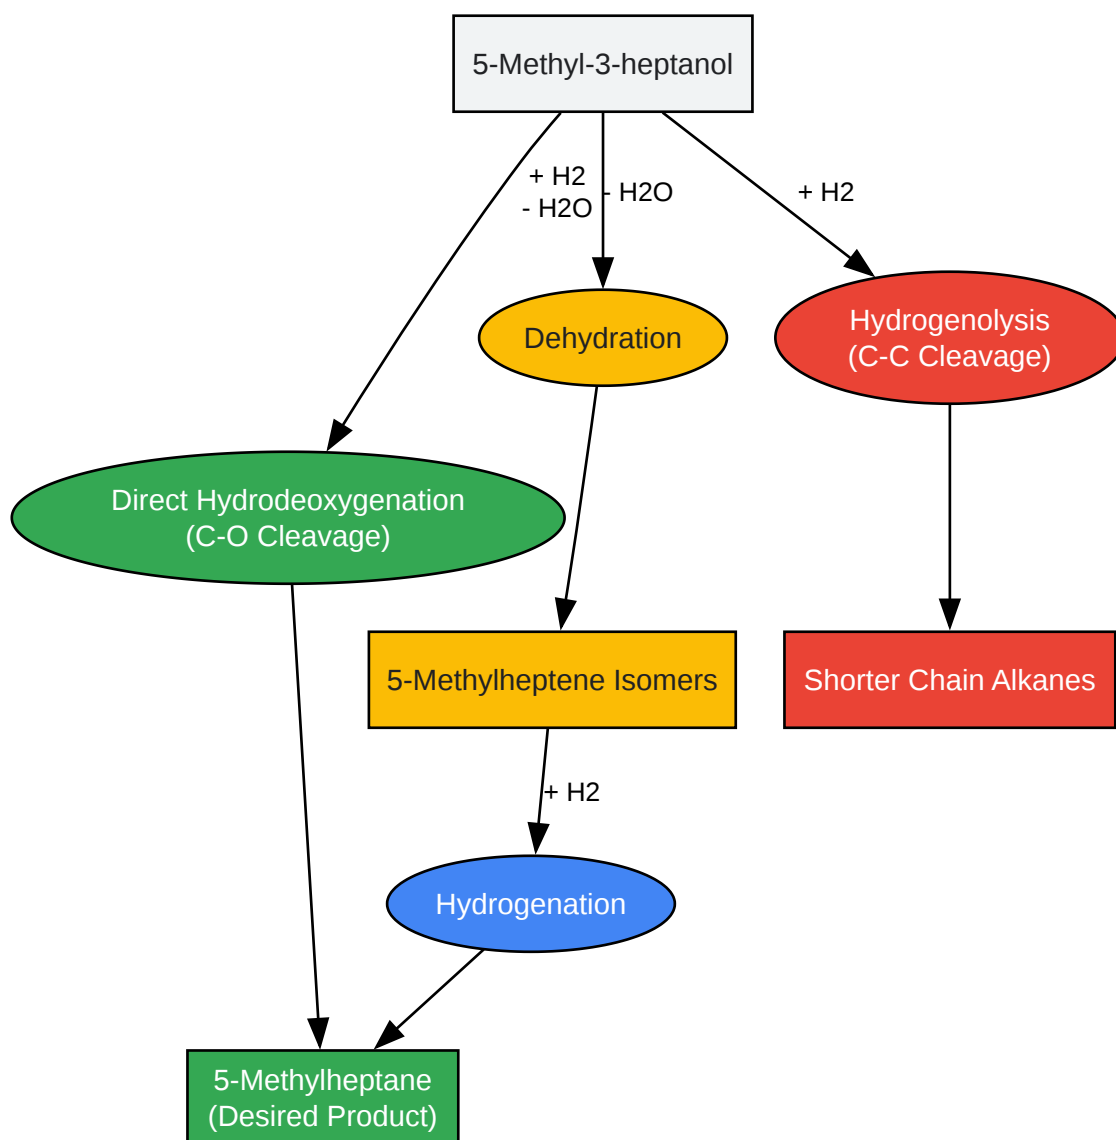 5-Methyl-3-heptanol
+ H2
- H2O
- H2O
+ H2
Hydrogenolysis
(C-C Cleavage)
Dehydration
Direct Hydrodeoxygenation
(C-O Cleavage)
5-Methylheptene Isomers
Shorter Chain Alkanes
+ H2
Hydrogenation
5-Methylheptane
(Desired Product)